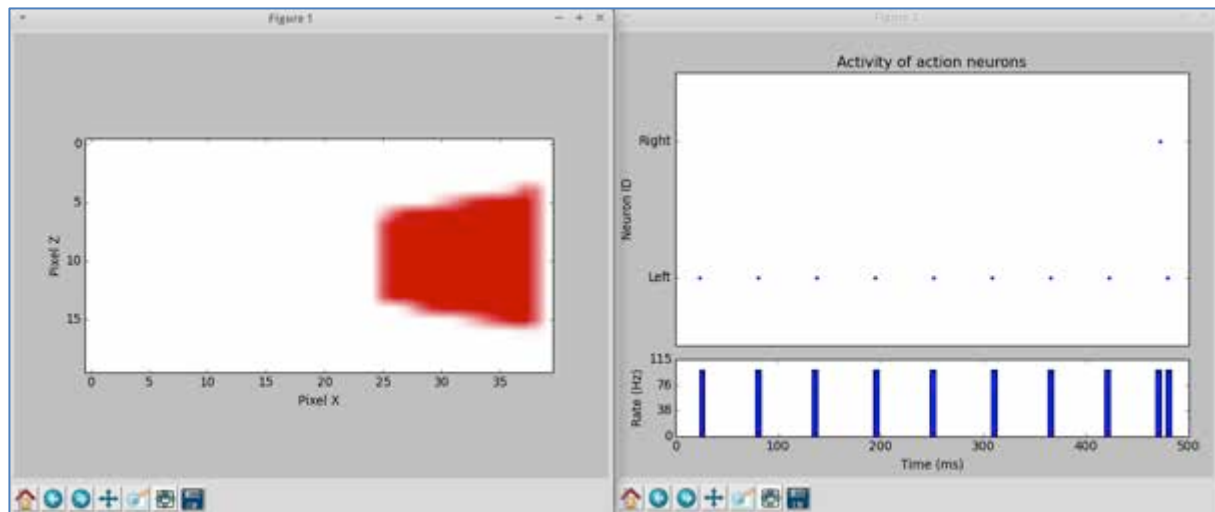 Figure 1
0
5
10
15
Pixel Z
0 5 10 15 20 25 30 35
Pixel X
Figure 2
Activity of action neurons
Right
Left
Neuron ID
115
76
38
0
Rate (Hz)
0 100 200 300 400 500
Time (ms)